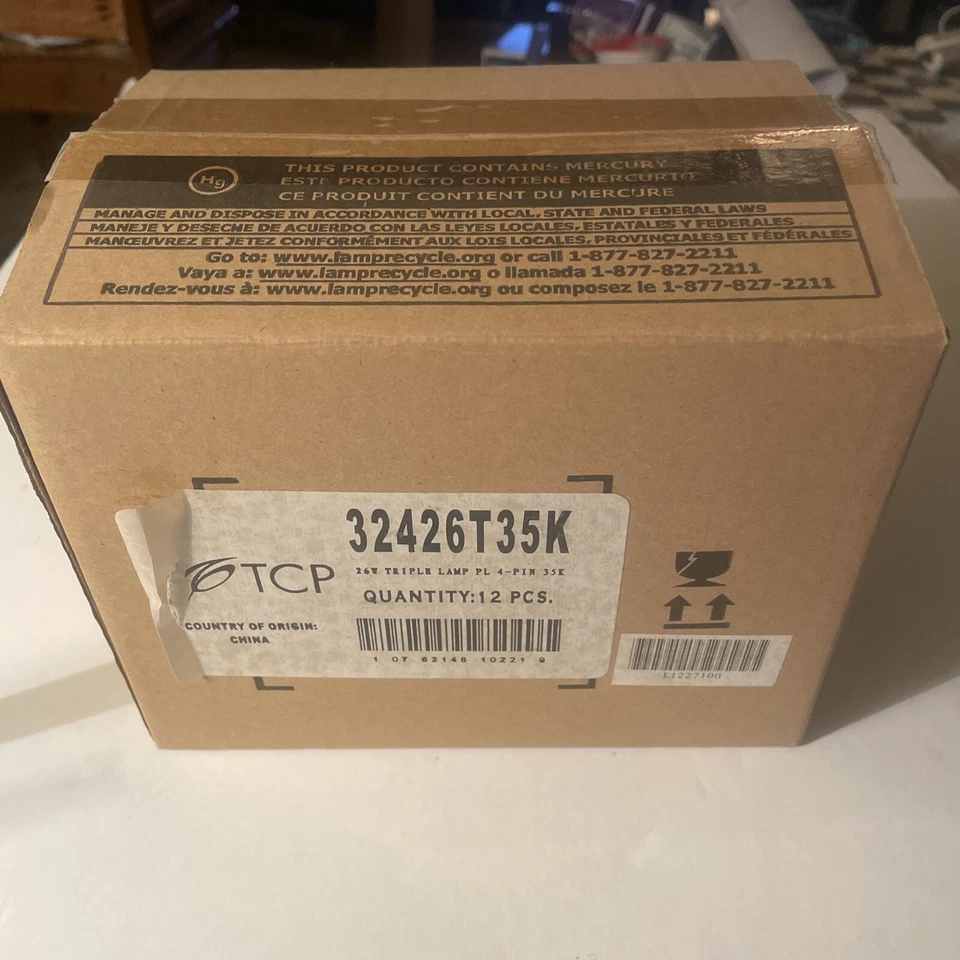 Hg
THIS PRODUCT CONTAINS MERCURY
ESTE PRODUCTO CONTIENE MERCURIO
CE PRODUIT CONTIENT DU MERCURE
MANAGE AND DISPOSE IN ACCORDANCE WITH LOCAL, STATE AND FEDERAL LAWS
MANEJE Y DESECHE DE ACUERDO CON LAS LEYES LOCALES, ESTATALES Y FEDERALES
MANŒUVREZ ET JETEZ CONFORMÉMENT AUX LOIS LOCALES, PROVINCIALES ET FÉDÉRALES
Go to: www.lamprecycle.org or call 1-877-827-2211
Vaya a: www.lamprecycle.org o llamada 1-877-827-2211
Rendez-vous à: www.lamprecycle.org ou composez le 1-877-827-2211
32426T35K
TCP
26W TRIPLE LAMP PL 4-PIN 35K
QUANTITY:12 PCS.
COUNTRY OF ORIGIN:
CHINA
1 07 62148 10221 9
L1227100